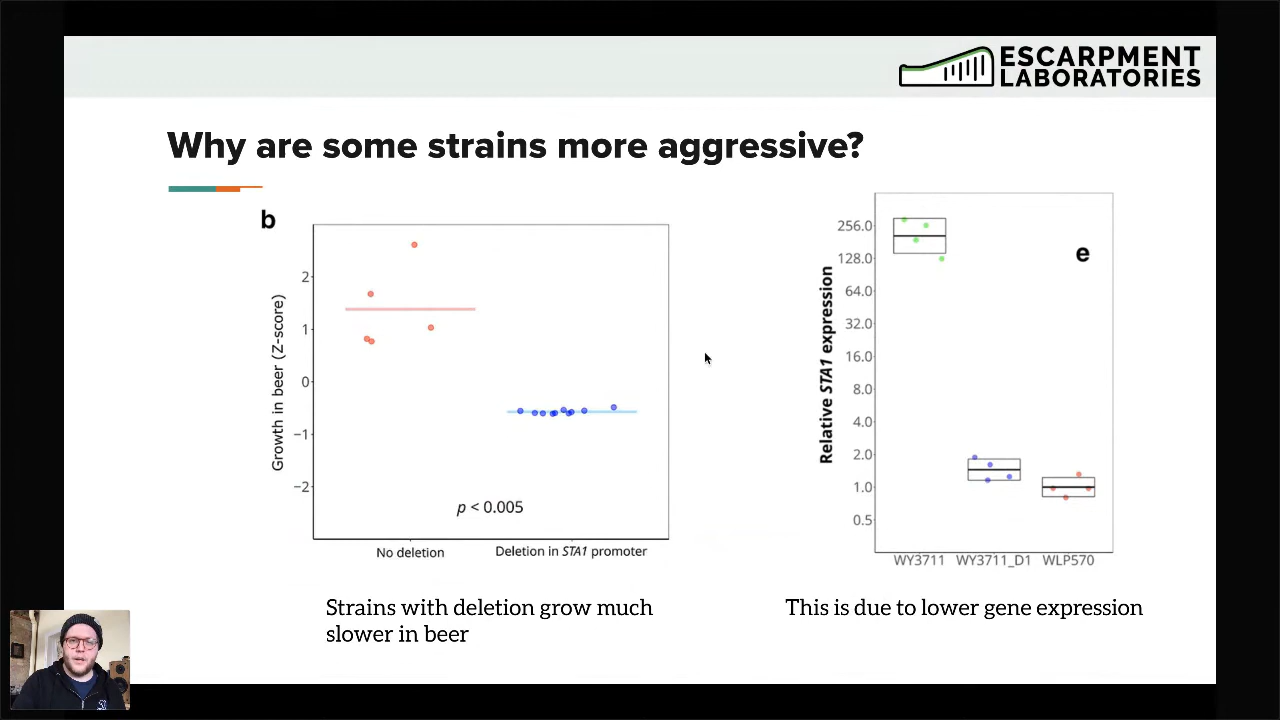 ESCARPMENT
LABORATORIES
Why are some strains more aggressive?
b
Growth in beer (Z-score)
2
1
0
−1
−2
p < 0.005
No deletion
Deletion in STA1 promoter
Strains with deletion grow much
slower in beer
e
Relative STA1 expression
256.0
128.0
64.0
32.0
16.0
8.0
4.0
2.0
1.0
0.5
WY3711
WY3711_D1
WLP570
This is due to lower gene expression